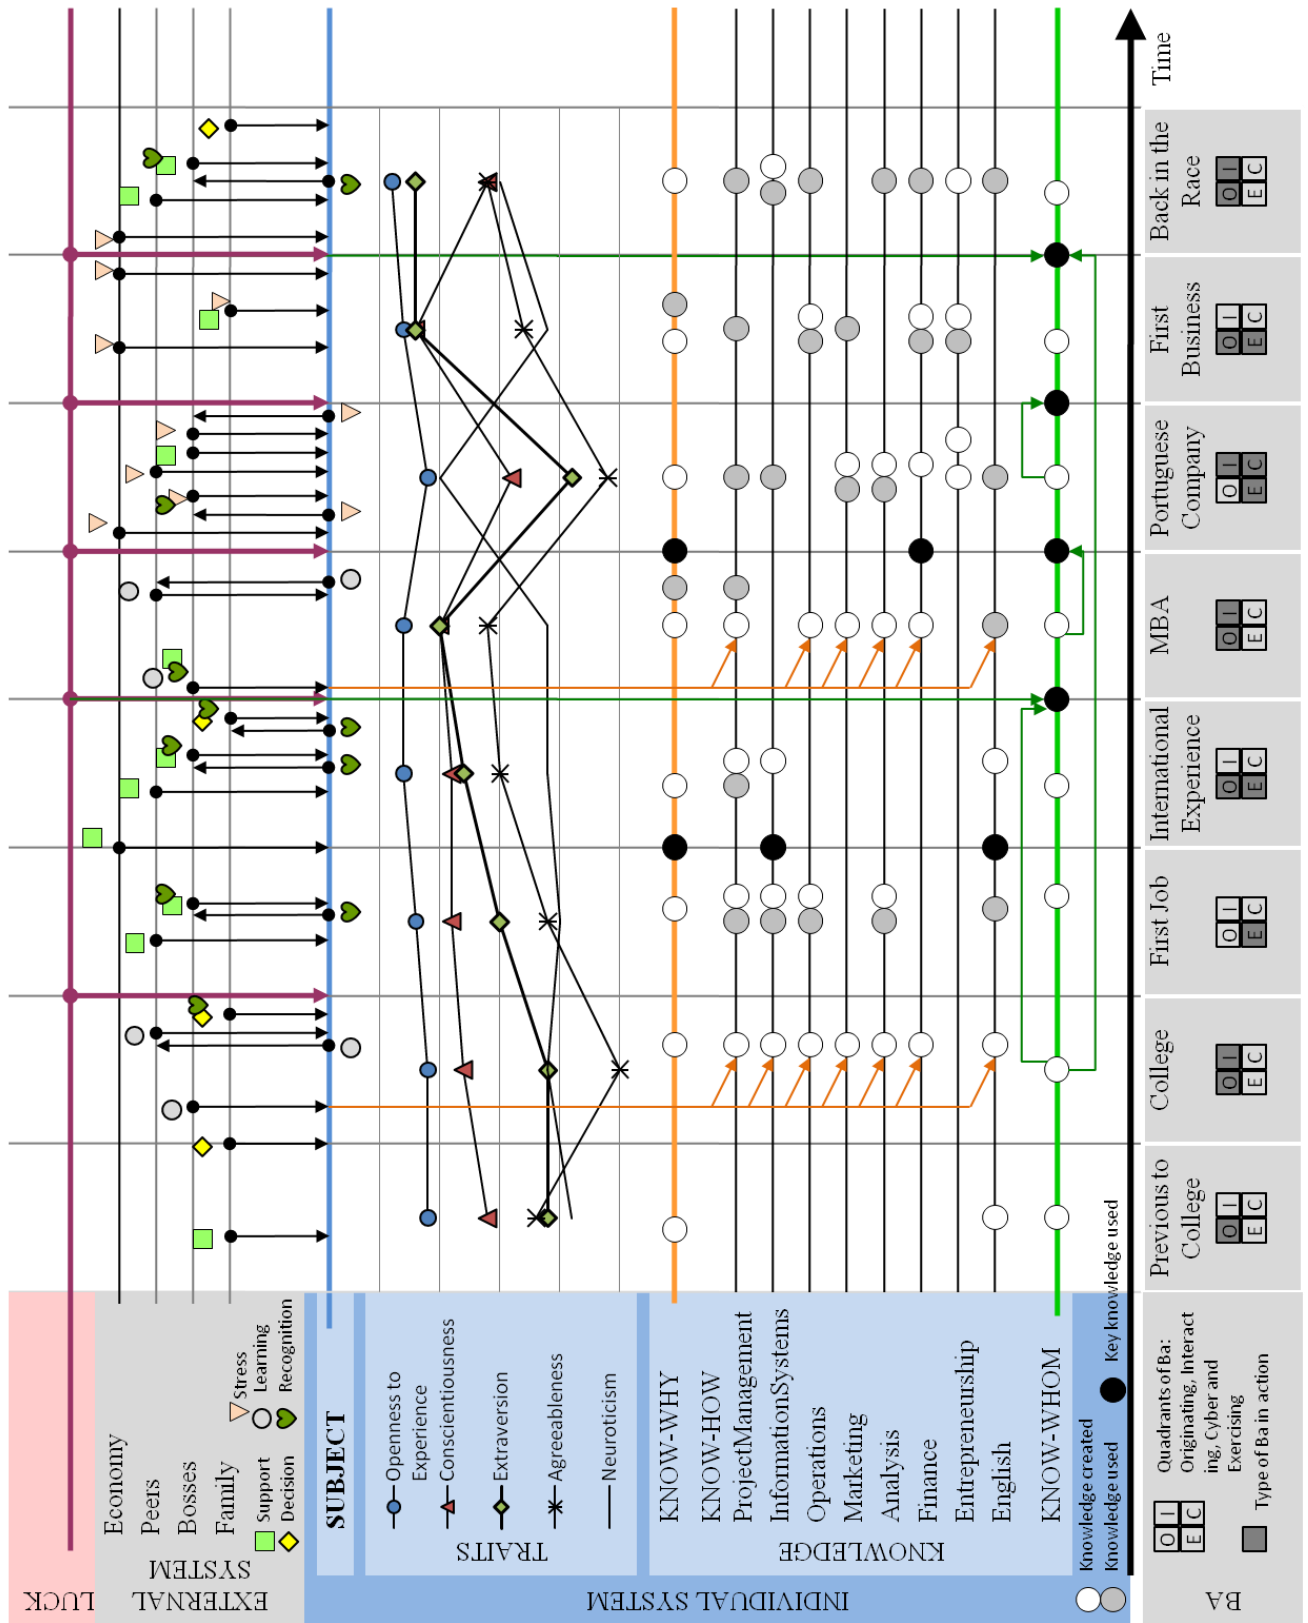 LUCK
EXTERNAL
SYSTEM
Economy
Peers
Bosses
Family
Support
Decision
Stress
Learning
Recognition
INDIVIDUAL SYSTEM
SUBJECT
TRAITS
Openness to
Experience
Conscientiousness
Extraversion
Agreeableness
Neuroticism
KNOWLEDGE
KNOW-WHY
KNOW-HOW
ProjectManagement
InformationSystems
Operations
Marketing
Analysis
Finance
Entrepreneurship
English
KNOW-WHOM
Knowledge created
Knowledge used
Key knowledge used
Time
BA
O I
E C
Quadrants of Ba:
Originating, Interact
ing, Cyber and
Exercising
Type of Ba in action
Previous to
College
O I
E C
College
O I
E C
First Job
O I
E C
International
Experience
O I
E C
MBA
O I
E C
Portuguese
Company
O I
E C
First
Business
O I
E C
Back in the
Race
O I
E C